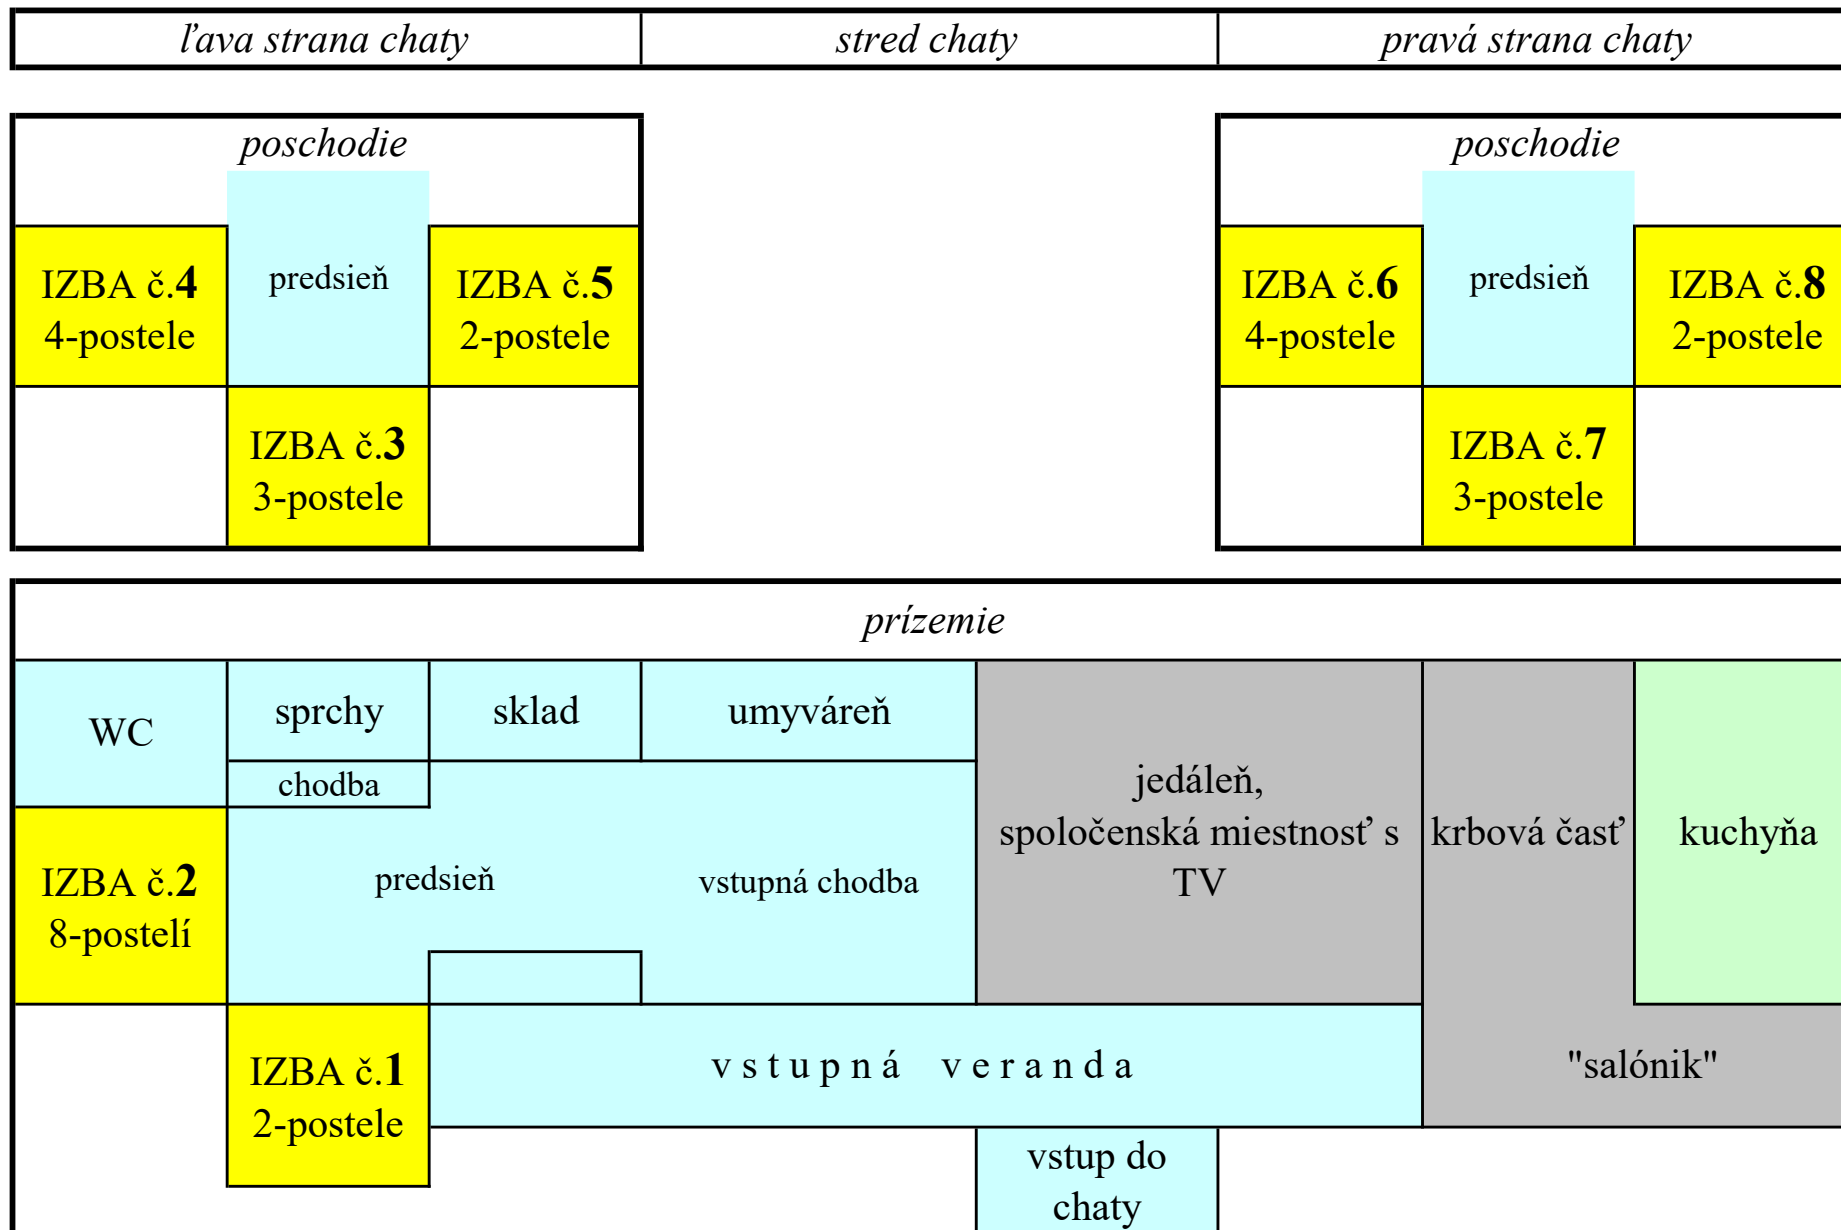 ľava strana chaty
stred chaty
pravá strana chaty
poschodie
poschodie
IZBA č.4
4-postele
predsieň
IZBA č.5
2-postele
IZBA č.6
4-postele
predsieň
IZBA č.8
2-postele
IZBA č.3
3-postele
IZBA č.7
3-postele
prízemie
WC
sprchy
sklad
umyváreň
chodba
jedáleň,
spoločenská miestnosť s
TV
krbová časť
kuchyňa
IZBA č.2
8-postelí
predsieň
vstupná chodba
IZBA č.1
2-postele
vstupná veranda
"salónik"
vstup do
chaty